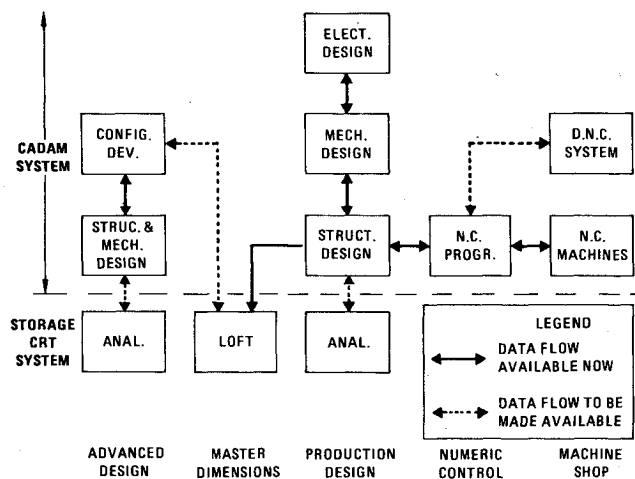 ELECT.
DESIGN
CADAM
SYSTEM
CONFIG.
DEV.
MECH.
DESIGN
D.N.C.
SYSTEM
STRUC. &
MECH.
DESIGN
STRUCT.
DESIGN
N.C.
PROGR.
N.C.
MACHINES
STORAGE
CRT
SYSTEM
ANAL.
LOFT
ANAL.
LEGEND
DATA FLOW
AVAILABLE NOW
DATA FLOW TO BE
MADE AVAILABLE
ADVANCED
DESIGN
MASTER
DIMENSIONS
PRODUCTION
DESIGN
NUMERIC
CONTROL
MACHINE
SHOP